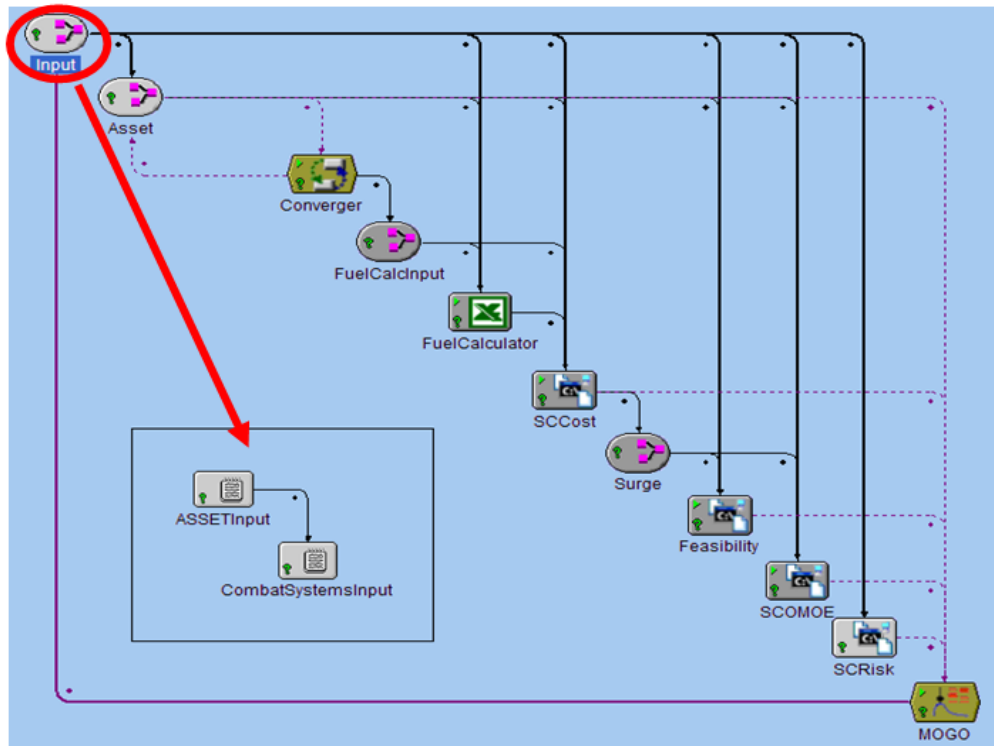 Input
Asset
Converger
FuelCalcInput
FuelCalculator
SCCost
Surge
ASSETInput
Feasibility
CombatSystemsInput
SCOMOE
SCRisk
MOGO